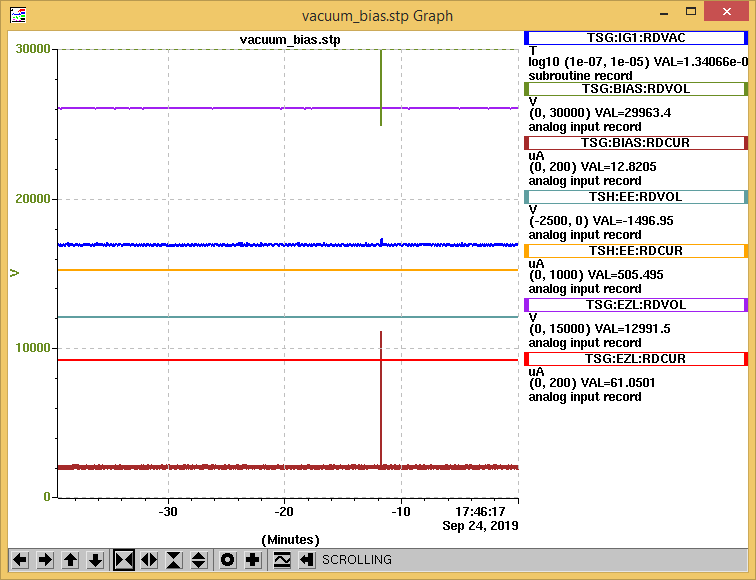 vacuum_bias.stp Graph
vacuum_bias.stp
30000
20000
10000
0
V
-30
-20
-10
17:46:17
Sep 24, 2019
(Minutes)
TSG:IG1:RDVAC
T
log10 (1e-07, 1e-05) VAL=1.34066e-0
subroutine record
TSG:BIAS:RDVOL
V
(0, 30000) VAL=29963.4
analog input record
TSG:BIAS:RDCUR
uA
(0, 200) VAL=12.8205
analog input record
TSH:EE:RDVOL
V
(-2500, 0) VAL=-1496.95
analog input record
TSH:EE:RDCUR
uA
(0, 1000) VAL=505.495
analog input record
TSG:EZL:RDVOL
V
(0, 15000) VAL=12991.5
analog input record
TSG:EZL:RDCUR
uA
(0, 200) VAL=61.0501
analog input record
SCROLLING